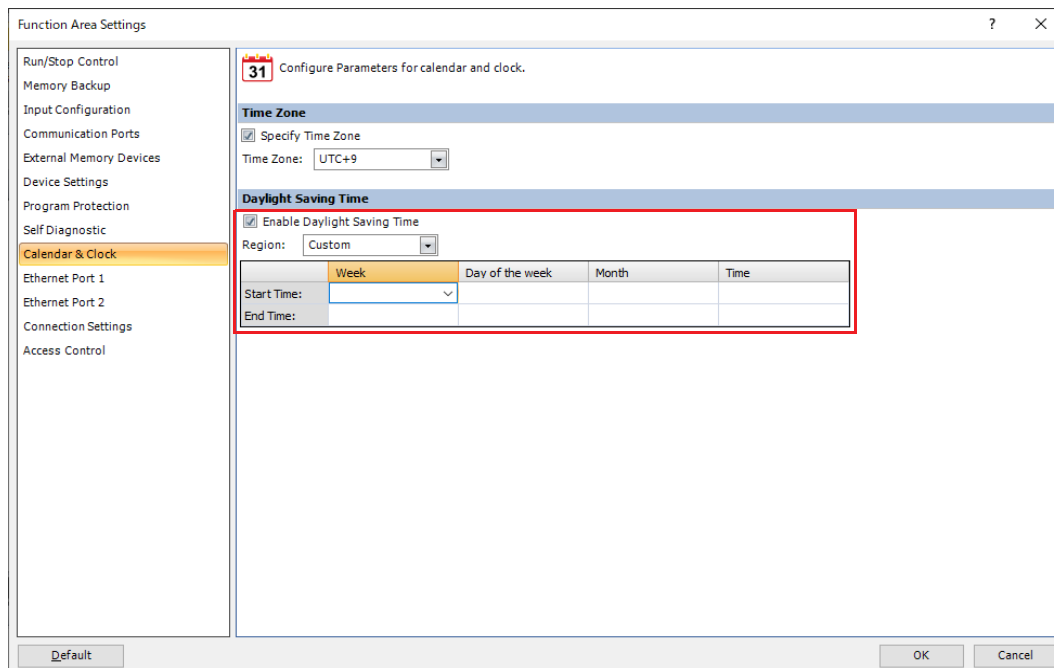 Function Area Settings
?
Run/Stop Control
Memory Backup
Input Configuration
Communication Ports
External Memory Devices
Device Settings
Program Protection
Self Diagnostic
Calendar & Clock
Ethernet Port 1
Ethernet Port 2
Connection Settings
Access Control
31 Configure Parameters for calendar and clock.
Time Zone
Specify Time Zone
Time Zone: UTC+9
Daylight Saving Time
Enable Daylight Saving Time
Region: Custom
Week Day of the week Month Time
Start Time:
End Time:
Default OK Cancel